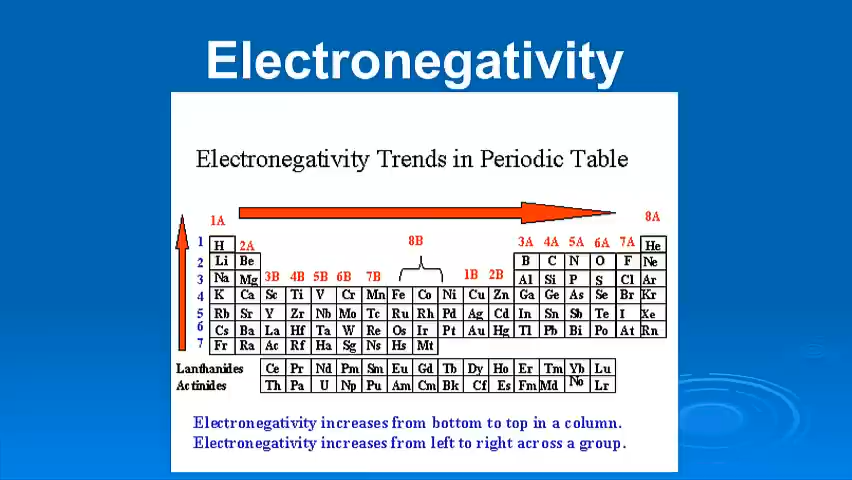 Electronegativity
Electronegativity Trends in Periodic Table
8A
1A
1 H 2A 8B 3A 4A 5A 6A 7A He
2 Li Be B C N O F Ne
3 Na Mg 3B 4B 5B 6B 7B 1B 2B Al Si P S Cl Ar
4 K Ca Sc Ti V Cr Mn Fe Co Ni Cu Zn Ga Ge As Se Br Kr
5 Rb Sr Y Zr Nb Mo Tc Ru Rh Pd Ag Cd In Sn Sb Te I Xe
6 Cs Ba La Hf Ta W Re Os Ir Pt Au Hg Tl Pb Bi Po At Rn
7 Fr Ra Ac Rf Ha Sg Ns Hs Mt
Lanthanides Ce Pr Nd Pm Sm Eu Gd Tb Dy Ho Er Tm Yb Lu
Actinides Th Pa U Np Pu Am Cm Bk Cf Es Fm Md No Lr
Electronegativity increases from bottom to top in a column.
Electronegativity increases from left to right across a group.